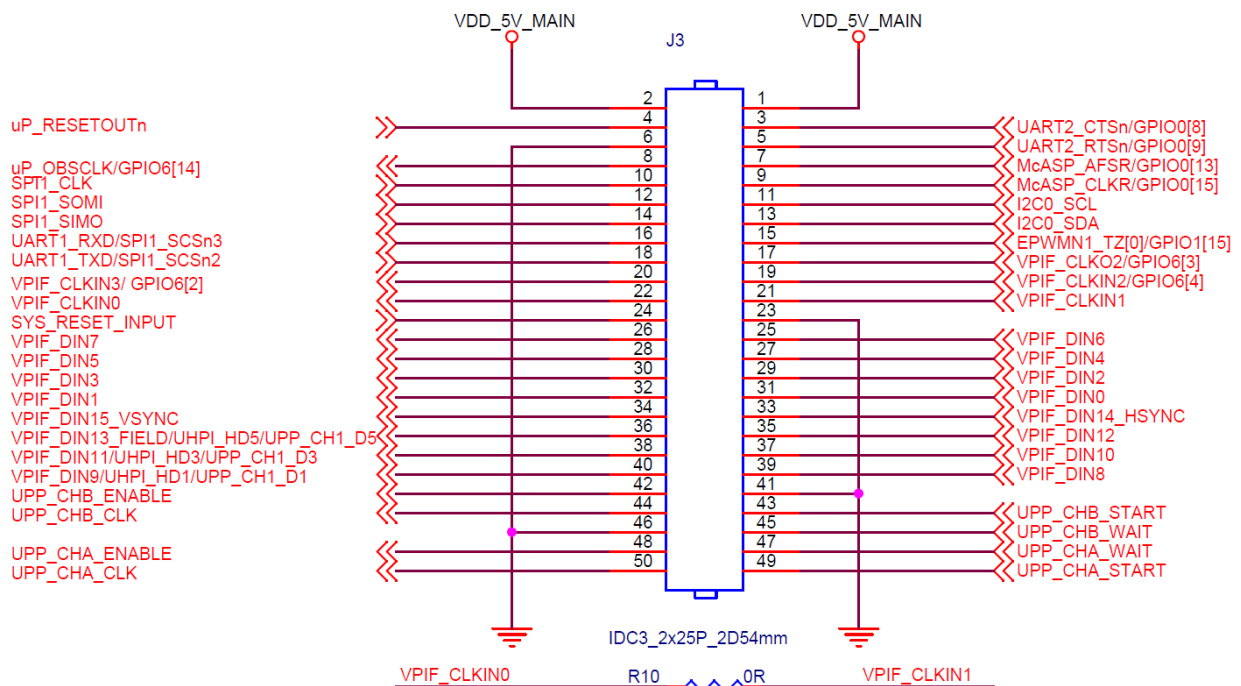 VDD_5V_MAIN VDD_5V_MAIN
J3
2 1
uP_RESETOUTn 4 3 UART2_CTSn/GPIO0[8]
6 5 UART2_RTSn/GPIO0[9]
uP_OBSCLK/GPIO6[14] 8 7 McASP_AFSR/GPIO0[13]
SPI1_CLK 10 9 McASP_CLKR/GPIO0[15]
SPI1_SOMI 12 11 I2C0_SCL
SPI1_SIMO 14 13 I2C0_SDA
UART1_RXD/SPI1_SCSn3 16 15 EPWMN1_TZ[0]/GPIO1[15]
UART1_TXD/SPI1_SCSn2 18 17 VPIF_CLKO2/GPIO6[3]
VPIF_CLKIN3/ GPIO6[2] 20 19 VPIF_CLKIN2/GPIO6[4]
VPIF_CLKIN0 22 21 VPIF_CLKIN1
SYS_RESET_INPUT 24 23
VPIF_DIN7 26 25 VPIF_DIN6
VPIF_DIN5 28 27 VPIF_DIN4
VPIF_DIN3 30 29 VPIF_DIN2
VPIF_DIN1 32 31 VPIF_DIN0
VPIF_DIN15_VSYNC 34 33 VPIF_DIN14_HSYNC
VPIF_DIN13_FIELD/UHPI_HD5/UPP_CH1_D5 36 35 VPIF_DIN12
VPIF_DIN11/UHPI_HD3/UPP_CH1_D3 38 37 VPIF_DIN10
VPIF_DIN9/UHPI_HD1/UPP_CH1_D1 40 39 VPIF_DIN8
UPP_CHB_ENABLE 42 41
UPP_CHB_CLK 44 43 UPP_CHB_START
46 45 UPP_CHB_WAIT
UPP_CHA_ENABLE 48 47 UPP_CHA_WAIT
UPP_CHA_CLK 50 49 UPP_CHA_START
IDC3_2x25P_2D54mm
VPIF_CLKIN0 R10 0R VPIF_CLKIN1